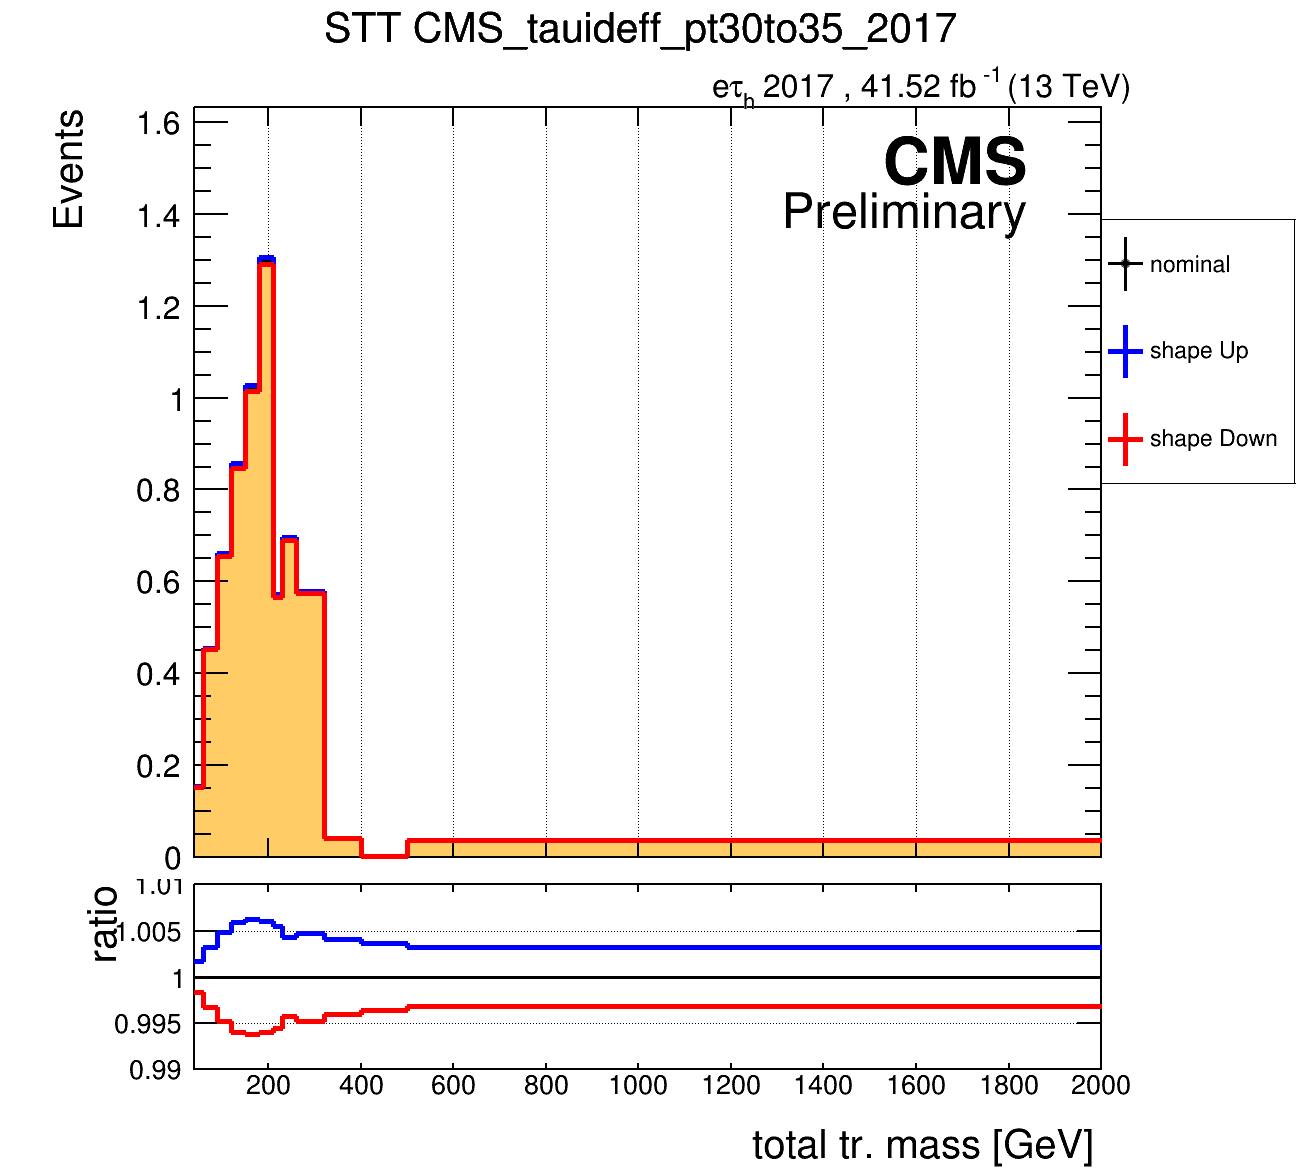 STT CMS_tauideff_pt30to35_2017
eτh 2017 , 41.52 fb -1 (13 TeV)
Events
1.6
1.4
1.2
1
0.8
0.6
0.4
0.2
0
CMS
Preliminary
nominal
shape Up
shape Down
ratio
1.01
1.005
1
0.995
0.99
200 400 600 800 1000 1200 1400 1600 1800 2000
total tr. mass [GeV]